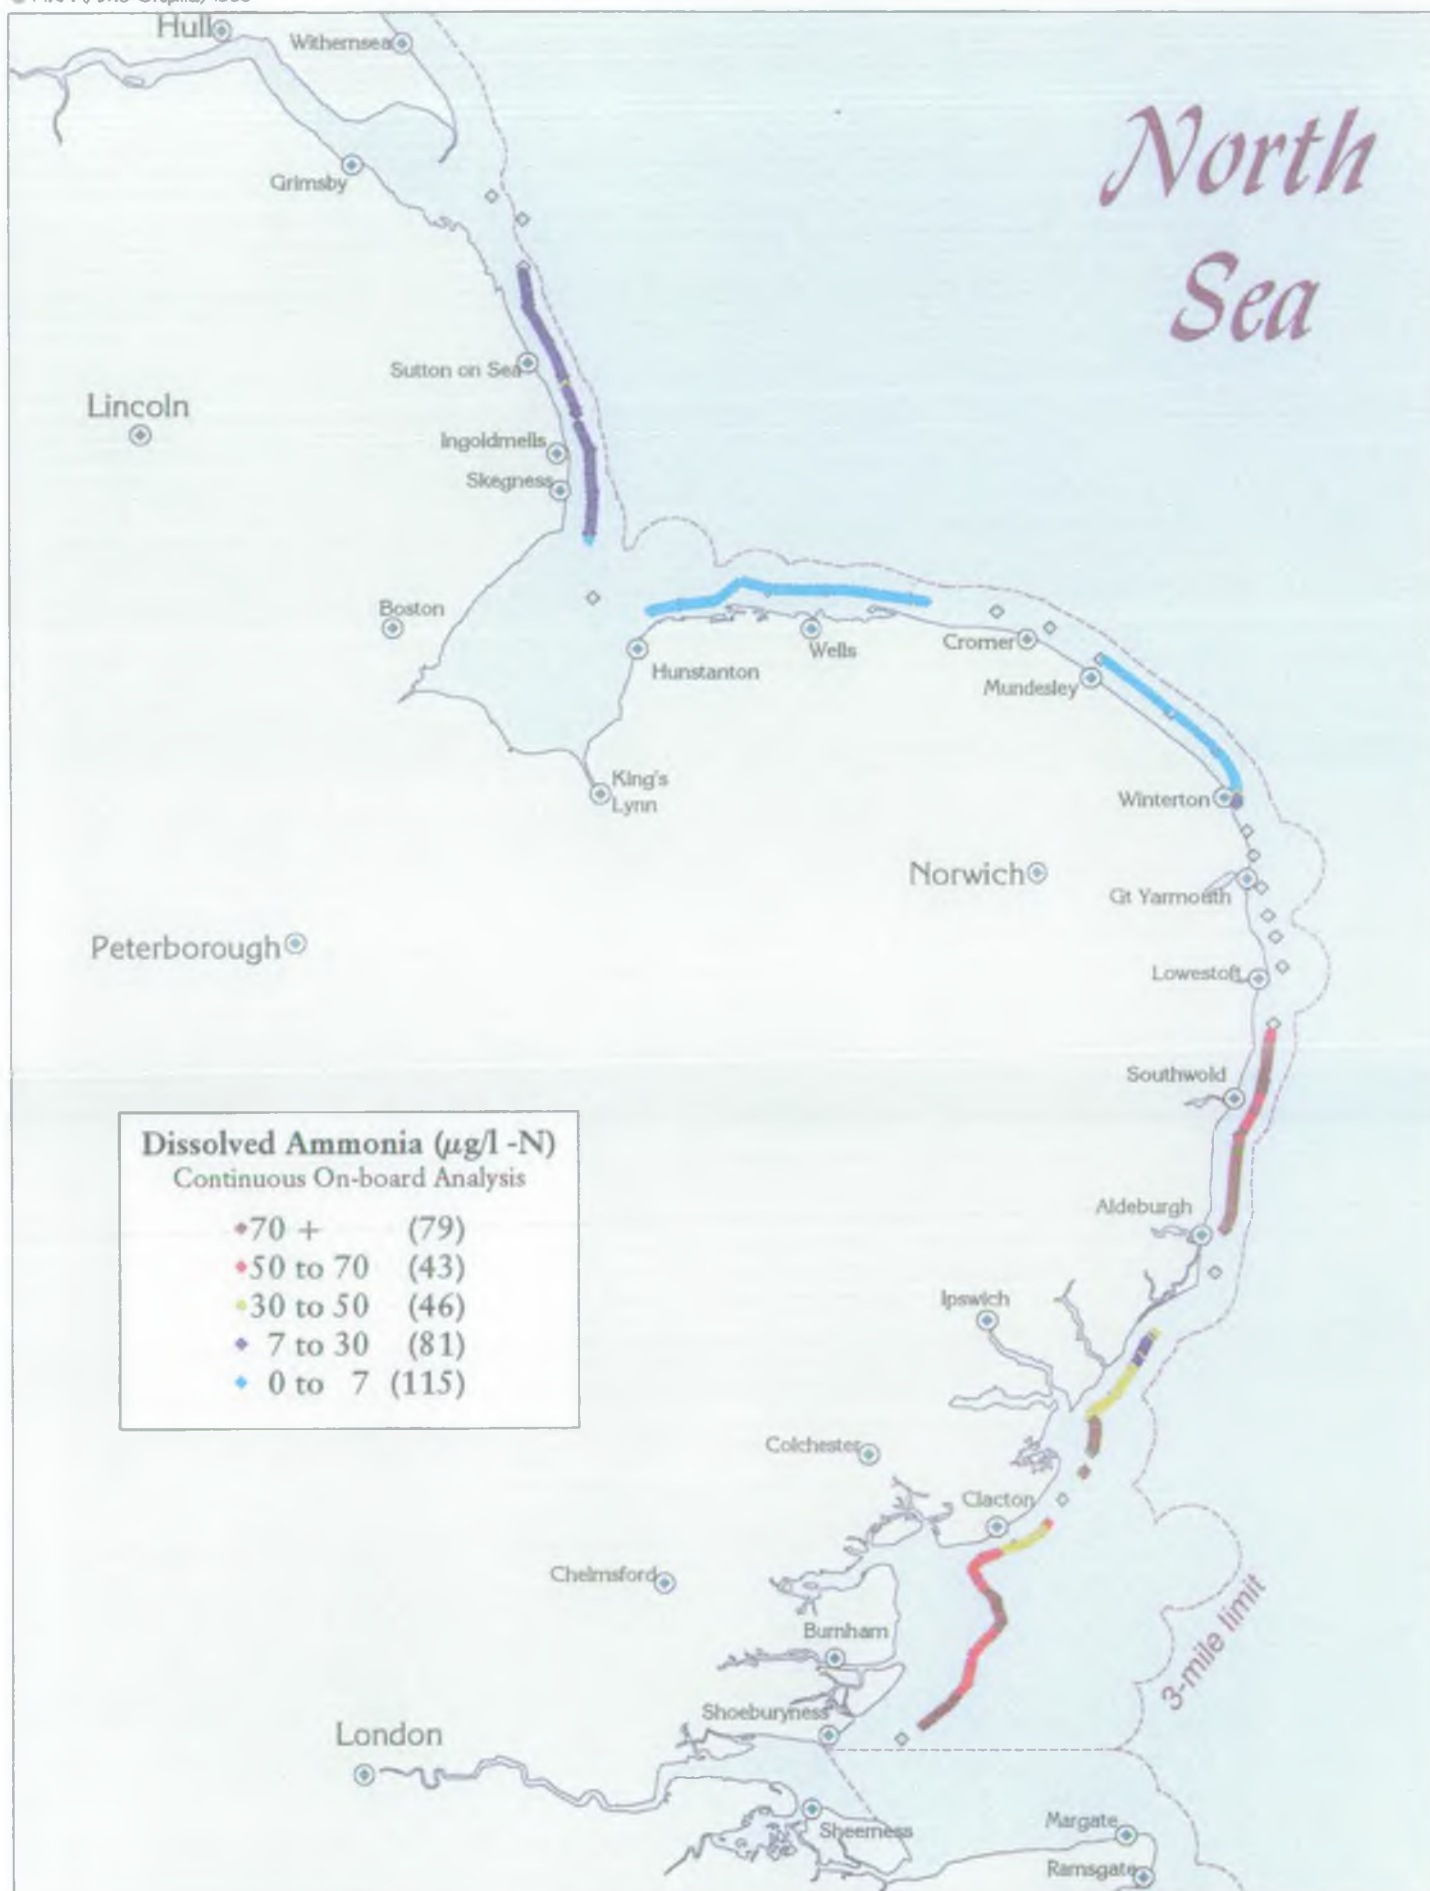 Hull
Withernsea
Grimsby
North
Sea
Sutton on Sea
Lincoln
Ingoldmells
Skegness
Boston
Wells
Cromer
Hunstanton
Mundesley
King's
Lynn
Winterton
Norwich
Gt Yarmouth
Peterborough
Lowestoft
Southwold
Dissolved Ammonia (µg/l -N)
Continuous On-board Analysis
70 + (79)
50 to 70 (43)
30 to 50 (46)
7 to 30 (81)
0 to 7 (115)
Aldeburgh
Ipswich
Colchester
Clacton
Chelmsford
Burnham
3-mile limit
Shoeburyness
London
Sheerness
Margate
Ramsgate